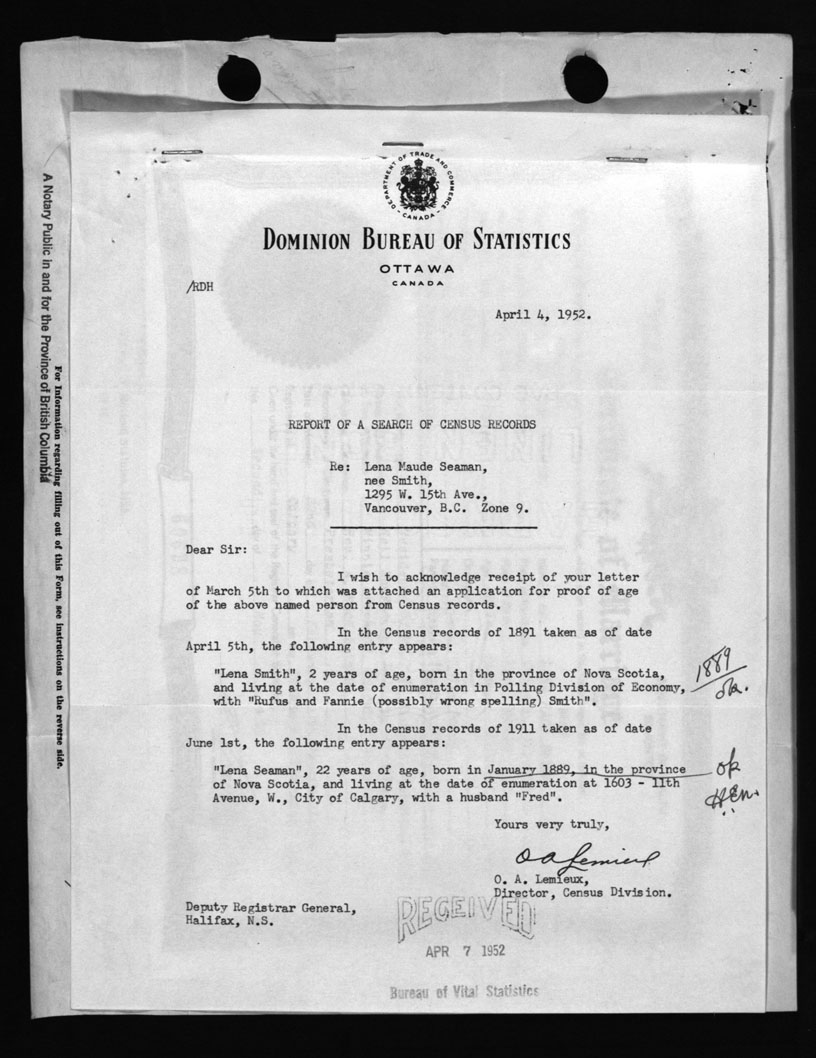 DEPARTMENT OF TRADE AND COMMERCE
- CANADA -
DOMINION BUREAU OF STATISTICS
OTTAWA
CANADA
/RDH
April 4, 1952.
REPORT OF A SEARCH OF CENSUS RECORDS
Re: Lena Maude Seaman,
nee Smith,
1295 W. 15th Ave.,
Vancouver, B.C. Zone 9.
Dear Sir:
I wish to acknowledge receipt of your letter
of March 5th to which was attached an application for proof of age
of the above named person from Census records.
In the Census records of 1891 taken as of date
April 5th, the following entry appears:
"Lena Smith", 2 years of age, born in the province of Nova Scotia,
and living at the date of enumeration in Polling Division of Economy,
with "Rufus and Fannie (possibly wrong spelling) Smith".
1889
ok.
In the Census records of 1911 taken as of date
June 1st, the following entry appears:
"Lena Seaman", 22 years of age, born in January 1889, in the province
of Nova Scotia, and living at the date of enumeration at 1603 - 11th
Avenue, W., City of Calgary, with a husband "Fred".
ok
Yours very truly,
O A Lemieux
O. A. Lemieux,
Director, Census Division.
Deputy Registrar General,
Halifax, N.S.
RECEIVED
APR 7 1952
Bureau of Vital Statistics
A Notary Public in and for the Province of British Columbia
For Information regarding filling out of this Form, see instructions on the reverse side.